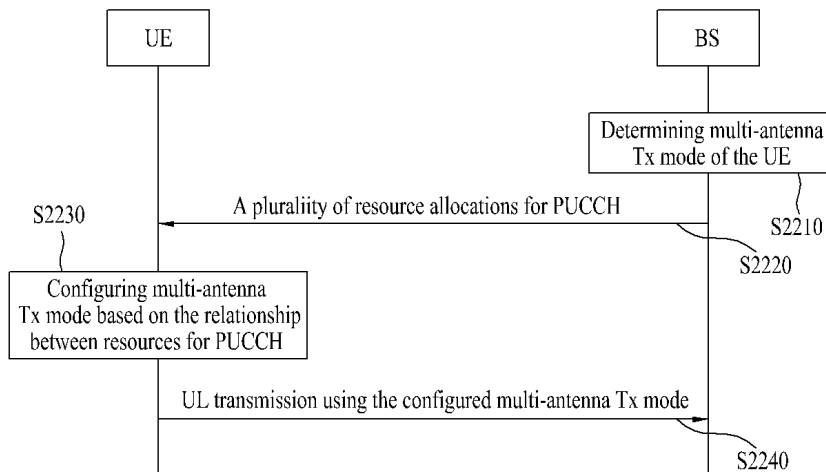 UE
BS
Determining multi-antenna
Tx mode of the UE
S2210
A pluraliity of resource allocations for PUCCH
S2220
S2230
Configuring multi-antenna
Tx mode based on the relationship
between resources for PUCCH
UL transmission using the configured multi-antenna Tx mode
S2240